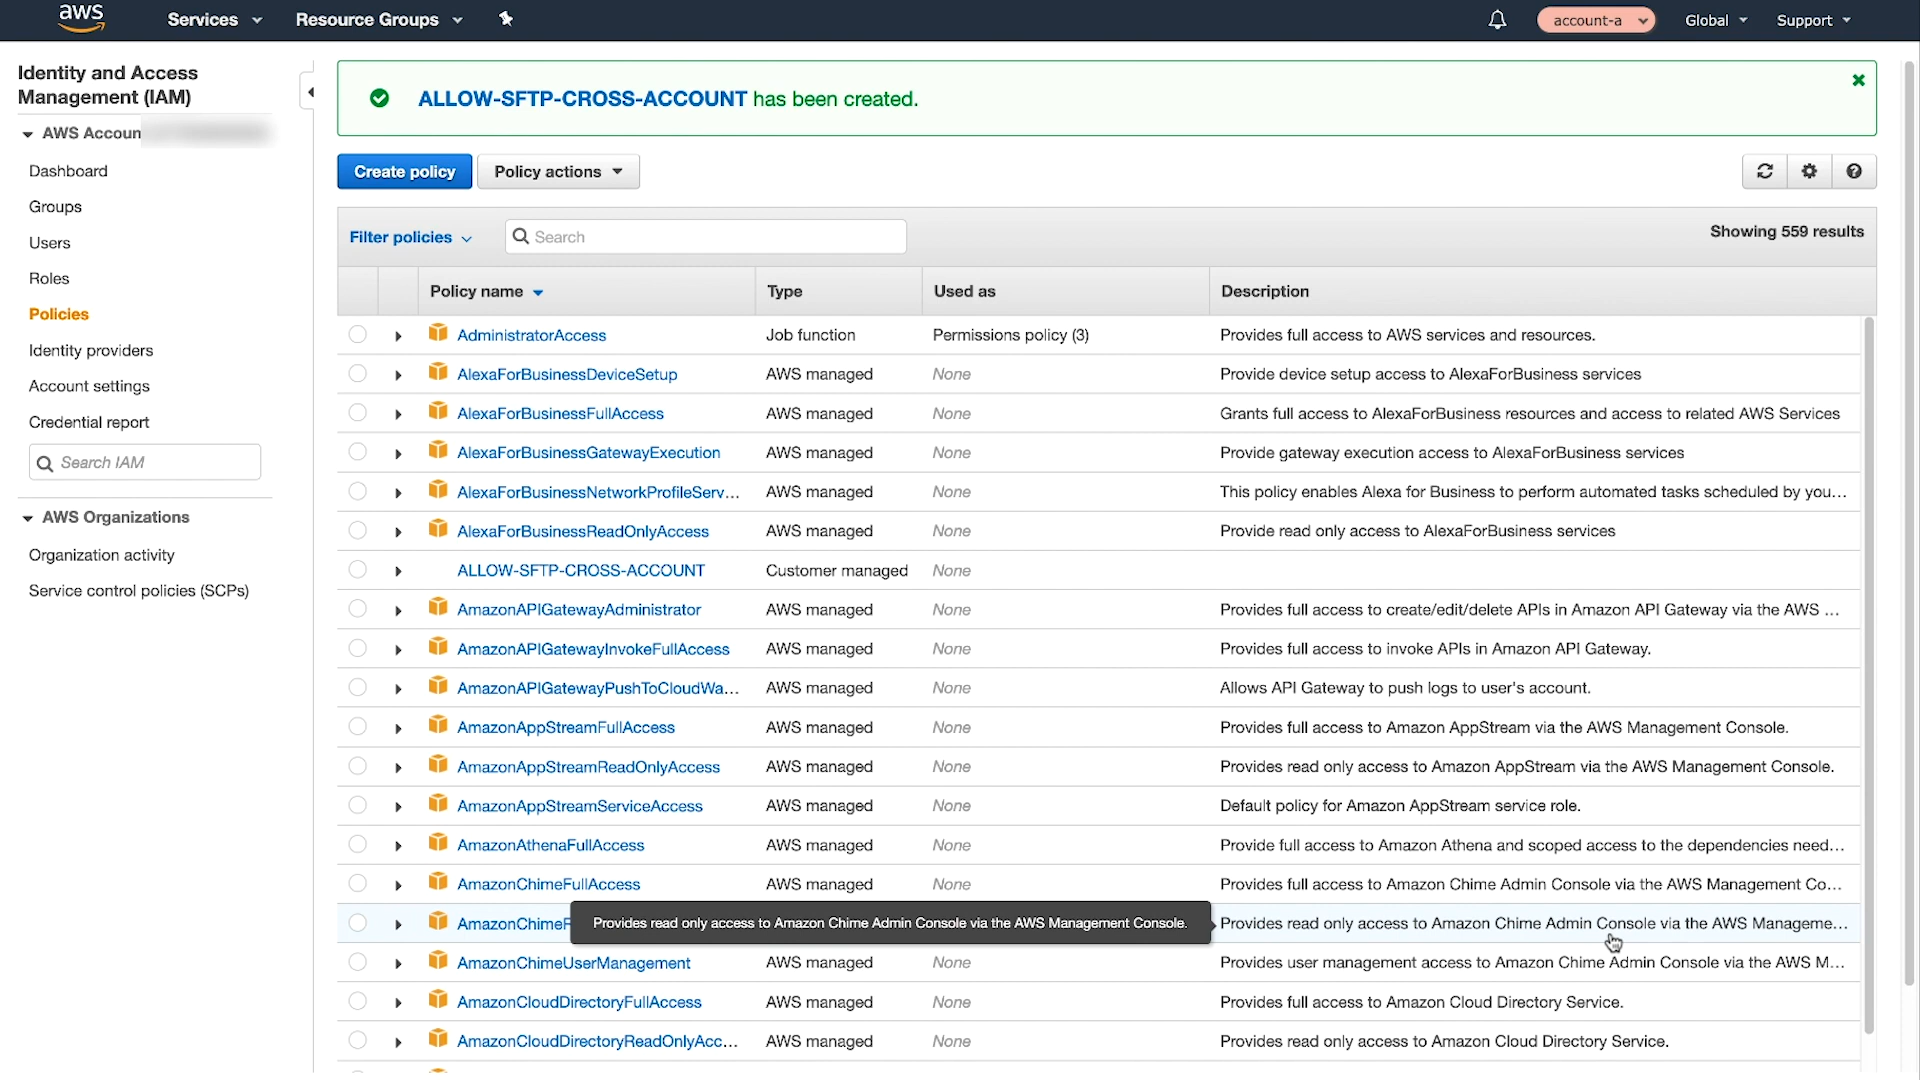 aws Services Resource Groups account-a Global Support
Identity and Access
Management (IAM)
AWS Accoun
Dashboard
Groups
Users
Roles
Policies
Identity providers
Account settings
Credential report
Search IAM
AWS Organizations
Organization activity
Service control policies (SCPs)
ALLOW-SFTP-CROSS-ACCOUNT has been created.
Create policy Policy actions
Filter policies Search Showing 559 results
Policy name Type Used as Description
AdministratorAccess Job function Permissions policy (3) Provides full access to AWS services and resources.
AlexaForBusinessDeviceSetup AWS managed None Provide device setup access to AlexaForBusiness services
AlexaForBusinessFullAccess AWS managed None Grants full access to AlexaForBusiness resources and access to related AWS Services
AlexaForBusinessGatewayExecution AWS managed None Provide gateway execution access to AlexaForBusiness services
AlexaForBusinessNetworkProfileServ... AWS managed None This policy enables Alexa for Business to perform automated tasks scheduled by you...
AlexaForBusinessReadOnlyAccess AWS managed None Provide read only access to AlexaForBusiness services
ALLOW-SFTP-CROSS-ACCOUNT Customer managed None
AmazonAPIGatewayAdministrator AWS managed None Provides full access to create/edit/delete APIs in Amazon API Gateway via the AWS ...
AmazonAPIGatewayInvokeFullAccess AWS managed None Provides full access to invoke APIs in Amazon API Gateway.
AmazonAPIGatewayPushToCloudWa... AWS managed None Allows API Gateway to push logs to user's account.
AmazonAppStreamFullAccess AWS managed None Provides full access to Amazon AppStream via the AWS Management Console.
AmazonAppStreamReadOnlyAccess AWS managed None Provides read only access to Amazon AppStream via the AWS Management Console.
AmazonAppStreamServiceAccess AWS managed None Default policy for Amazon AppStream service role.
AmazonAthenaFullAccess AWS managed None Provide full access to Amazon Athena and scoped access to the dependencies need...
AmazonChimeFullAccess AWS managed None Provides full access to Amazon Chime Admin Console via the AWS Management Co...
AmazonChimeF Provides read only access to Amazon Chime Admin Console via the AWS Management Console. Provides read only access to Amazon Chime Admin Console via the AWS Manageme...
AmazonChimeUserManagement AWS managed None Provides user management access to Amazon Chime Admin Console via the AWS M...
AmazonCloudDirectoryFullAccess AWS managed None Provides full access to Amazon Cloud Directory Service.
AmazonCloudDirectoryReadOnlyAcc... AWS managed None Provides read only access to Amazon Cloud Directory Service.